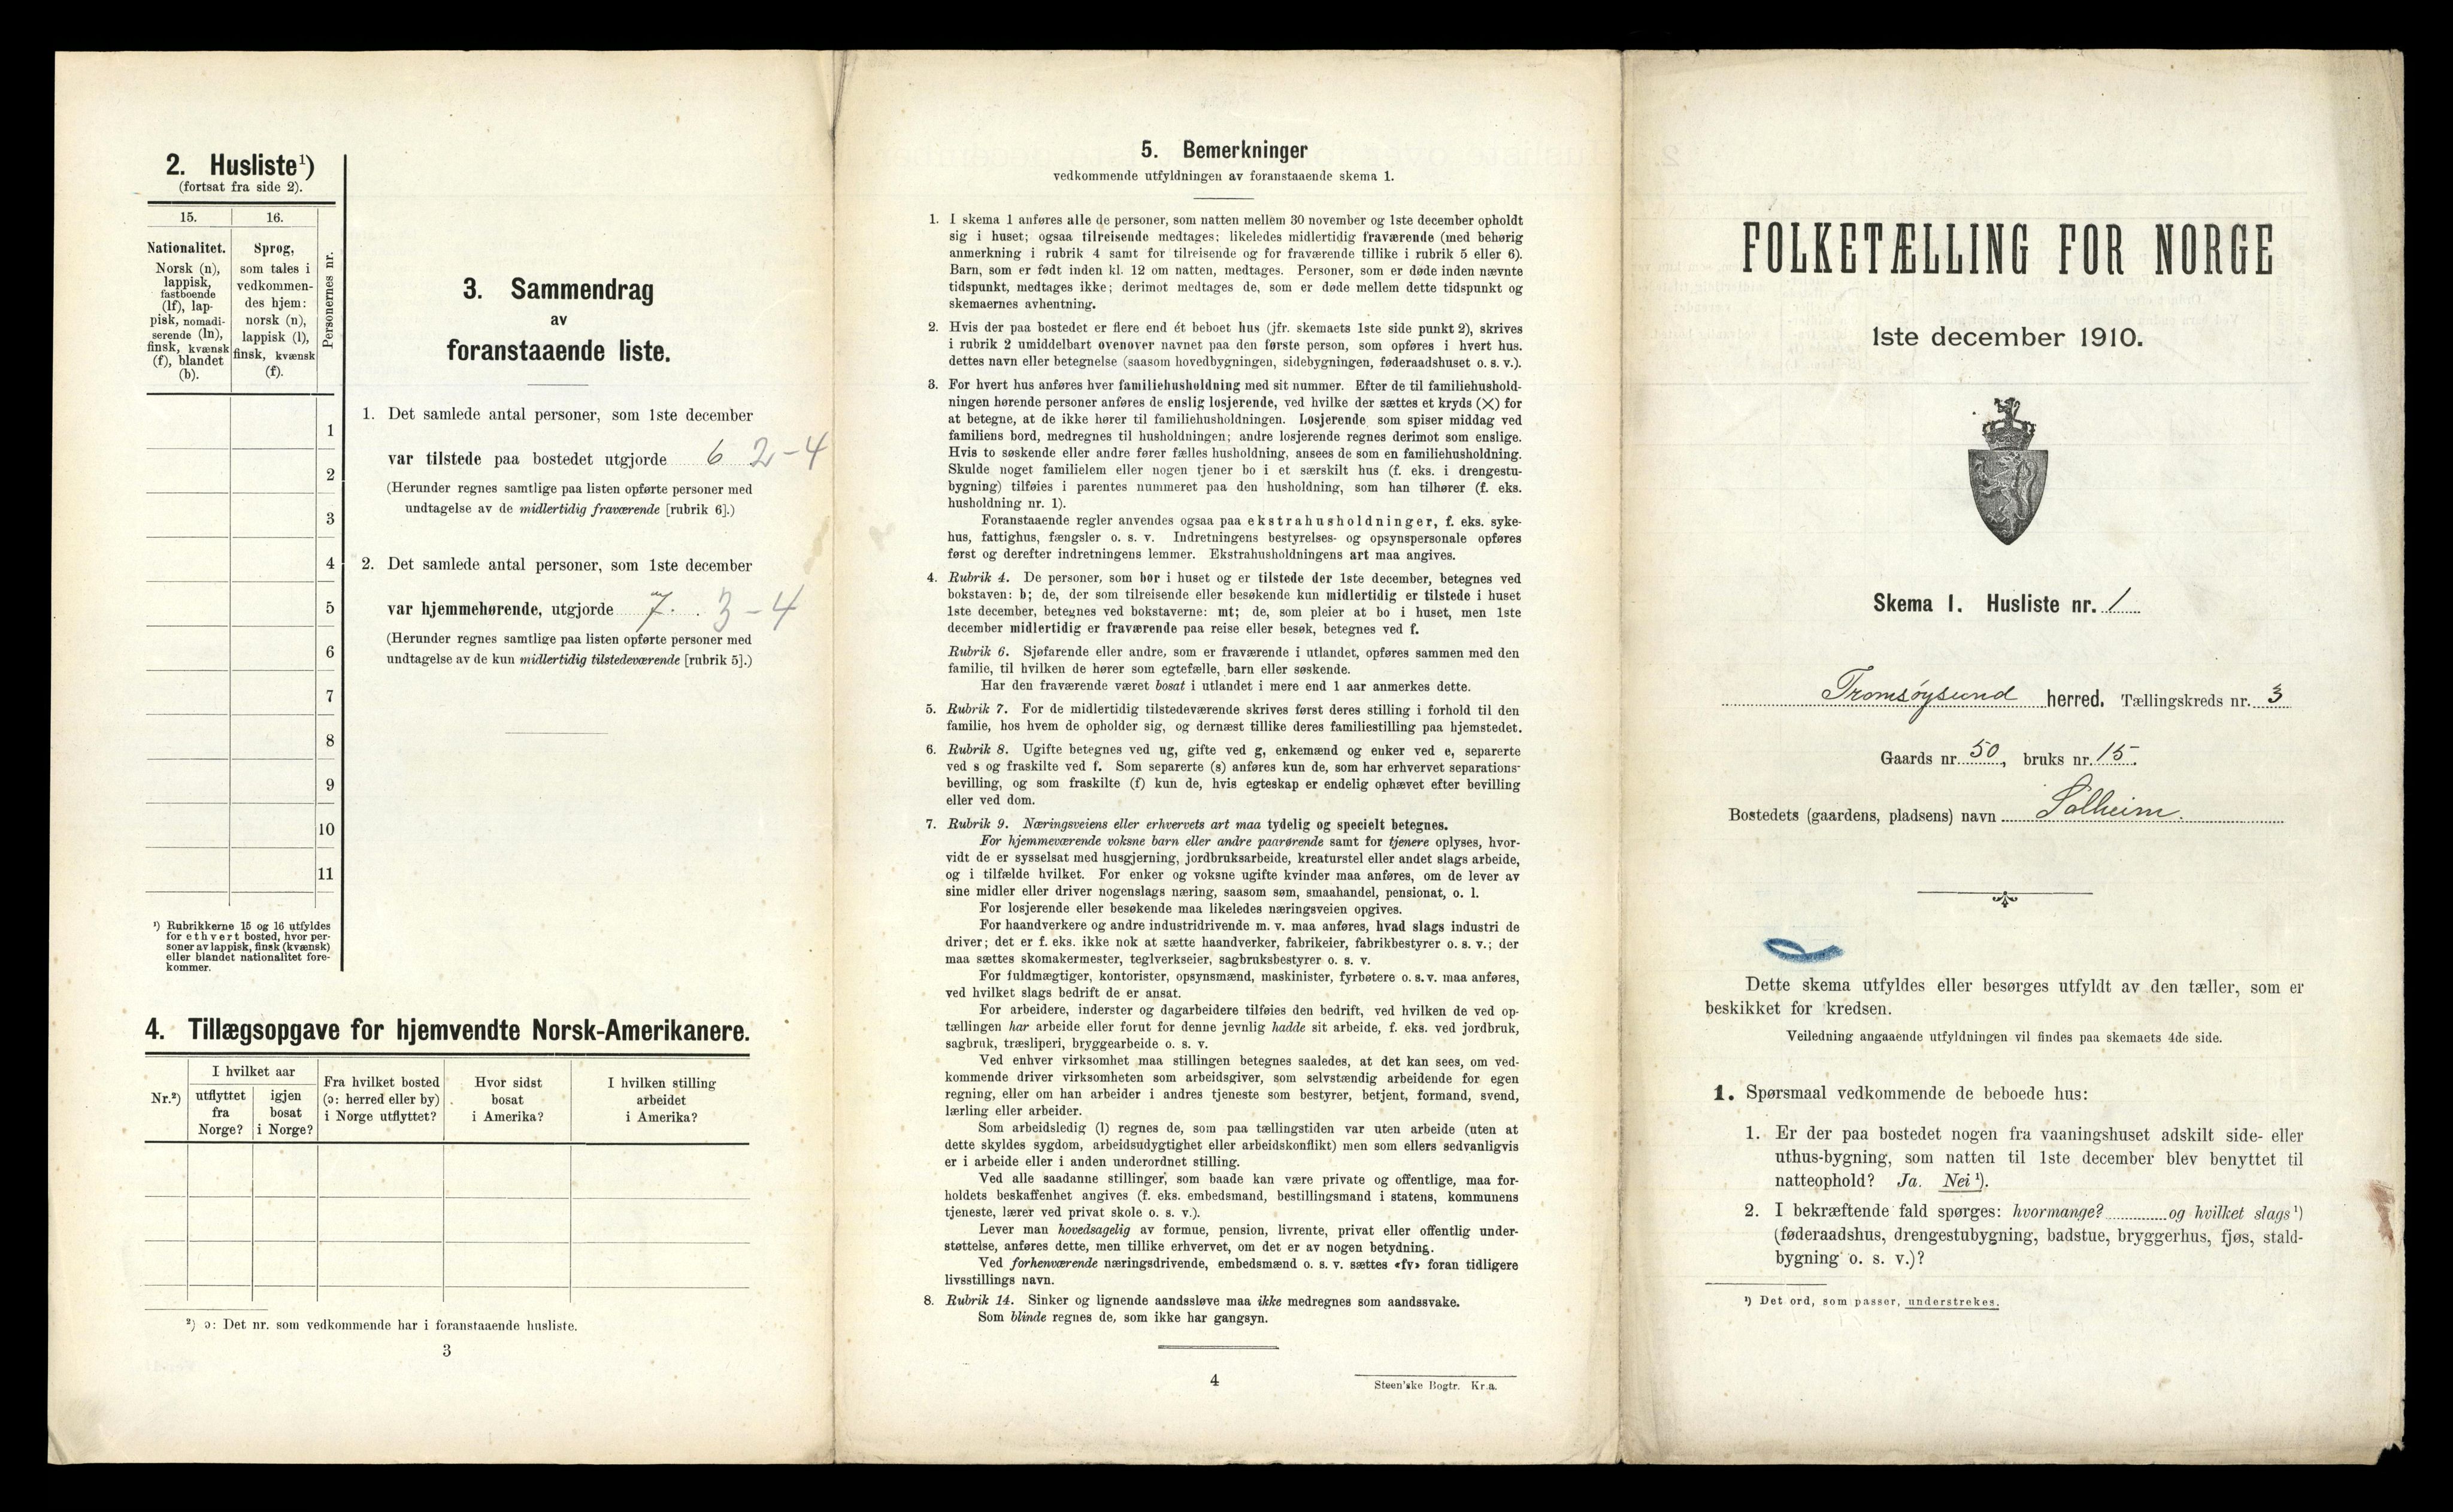 2. Husliste¹)
(fortsat fra side 2).
15.
16.
Personernes nr.
Nationalitet.
Norsk (n),
lappisk,
fastboende
(lf), lap-
pisk, nomadi-
serende (ln),
finsk, kvænsk
(f), blandet
(b).
Sprog,
som tales i
vedkommen-
des hjem:
norsk (n),
lappisk (l),
finsk, kvænsk
(f).
1
2
3
4
5
6
7
8
9
10
11
¹) Rubrikkerne 15 og 16 utfyldes
for ethvert bosted, hvor per-
soner av lappisk, finsk (kvænsk)
eller blandet nationalitet fore-
kommer.
3. Sammendrag
av
foranstaaende liste.
1. Det samlede antal personer, som 1ste december
var tilstede paa bostedet utgjorde 6 2-4
(Herunder regnes samtlige paa listen opførte personer med
undtagelse av de midlertidig fraværende [rubrik 6].)
2. Det samlede antal personer, som 1ste december
var hjemmehørende, utgjorde 7. 3-4
(Herunder regnes samtlige paa listen opførte personer med
undtagelse av de kun midlertidig tilstedeværende [rubrik 5].)
4. Tillægsopgave for hjemvendte Norsk-Amerikanere.
Nr.²)
I hvilket aar
utflyttet
fra
Norge?
igjen
bosat
i Norge?
Fra hvilket bosted
(ɔ: herred eller by)
i Norge utflyttet?
Hvor sidst
bosat
i Amerika?
I hvilken stilling
arbeidet
i Amerika?
²) ɔ: Det nr. som vedkommende har i foranstaaende husliste.
3
5. Bemerkninger
vedkommende utfyldningen av foranstaaende skema 1.
1. I skema 1 anføres alle de personer, som natten mellem 30 november og 1ste december opholdt
sig i huset; ogsaa tilreisende medtages; likeledes midlertidig fraværende (med behørig
anmerkning i rubrik 4 samt for tilreisende og for fraværende tillike i rubrik 5 eller 6).
Barn, som er født inden kl. 12 om natten, medtages. Personer, som er døde inden nævnte
tidspunkt, medtages ikke; derimot medtages de, som er døde mellem dette tidspunkt og
skemaernes avhentning.
2. Hvis der paa bostedet er flere end ét beboet hus (jfr. skemaets 1ste side punkt 2), skrives
i rubrik 2 umiddelbart ovenover navnet paa den første person, som opføres i hvert hus.
dettes navn eller betegnelse (saasom hovedbygningen, sidebygningen, føderaadshuset o. s. v.).
3. For hvert hus anføres hver familiehusholdning med sit nummer. Efter de til familiehushold-
ningen hørende personer anføres de enslig losjerende, ved hvilke der sættes et kryds (×) for
at betegne, at de ikke hører til familiehusholdningen. Losjerende som spiser middag ved
familiens bord, medregnes til husholdningen; andre losjerende regnes derimot som enslige.
Hvis to søskende eller andre fører fælles husholdning, ansees de som en familiehusholdning.
Skulde noget familielem eller nogen tjener bo i et særskilt hus (f. eks. i drengestu-
bygning) tilføies i parentes nummeret paa den husholdning, som han tilhører (f. eks.
husholdning nr. 1).
Foranstaaende regler anvendes ogsaa paa ekstrahusholdninger, f. eks. syke-
hus, fattighus, fængsler o. s. v. Indretningens bestyrelses- og opsynspersonale opføres
først og derefter indretningens lemmer. Ekstrahusholdningens art maa angives.
4. Rubrik 4. De personer, som bor i huset og er tilstede der 1ste december, betegnes ved
bokstaven: b; de, der som tilreisende eller besøkende kun midlertidig er tilstede i huset
1ste december, betegnes ved bokstaverne: mt; de, som pleier at bo i huset, men 1ste
december midlertidig er fraværende paa reise eller besøk, betegnes ved f.
Rubrik 6. Sjøfarende eller andre, som er fraværende i utlandet, opføres sammen med den
familie, til hvilken de hører som egtefælle, barn eller søskende.
Har den fraværende været bosat i utlandet i mere end 1 aar anmerkes dette.
5. Rubrik 7. For de midlertidig tilstedeværende skrives først deres stilling i forhold til den
familie, hos hvem de opholder sig, og dernæst tillike deres familiestilling paa hjemstedet.
6. Rubrik 8. Ugifte betegnes ved ug, gifte ved g, enkemænd og enker ved e, separerte
ved s og fraskilte ved f. Som separerte (s) anføres kun de, som har erhvervet separations-
bevilling, og som fraskilte (f) kun de, hvis egteskap er endelig ophævet efter bevilling
eller ved dom.
7. Rubrik 9. Næringsveiens eller erhvervets art maa tydelig og specielt betegnes.
For hjemmeværende voksne barn eller andre paarørende samt for tjenere oplyses, hvor-
vidt de er sysselsat med husgjerning, jordbruksarbeide, kreaturstel eller andet slags arbeide,
og i tilfælde hvilket. For enker og voksne ugifte kvinder maa anføres, om de lever av
sine midler eller driver nogenslags næring, saasom søm, smaahandel, pensionat, o. l.
For losjerende eller besøkende maa likeledes næringsveien opgives.
For haandverkere og andre industridrivende m. v. maa anføres, hvad slags industri de
driver; det er f. eks. ikke nok at sætte haandverker, fabrikeier, fabrikbestyrer o. s. v.; der
maa sættes skomakermester, teglverkseier, sagbruksbestyrer o. s. v.
For fuldmægtiger, kontorister, opsynsmænd, maskinister, fyrbøtere o. s. v. maa anføres,
ved hvilket slags bedrift de er ansat.
For arbeidere, inderster og dagarbeidere tilføies den bedrift, ved hvilken de ved op-
tællingen har arbeide eller forut for denne jevnlig hadde sit arbeide, f. eks. ved jordbruk,
sagbruk, træsliperi, bryggearbeide o. s. v.
Ved enhver virksomhet maa stillingen betegnes saaledes, at det kan sees, om ved-
kommende driver virksomheten som arbeidsgiver, som selvstændig arbeidende for egen
regning, eller om han arbeider i andres tjeneste som bestyrer, betjent, formand, svend,
lærling eller arbeider.
Som arbeidsledig (l) regnes de, som paa tællingstiden var uten arbeide (uten at
dette skyldes sygdom, arbeidsudygtighet eller arbeidskonflikt) men som ellers sedvanligvis
er i arbeide eller i anden underordnet stilling.
Ved alle saadanne stillinger, som baade kan være private og offentlige, maa for-
holdets beskaffenhet angives (f. eks. embedsmand, bestillingsmand i statens, kommunens
tjeneste, lærer ved privat skole o. s. v.).
Lever man hovedsagelig av formue, pension, livrente, privat eller offentlig under-
støttelse, anføres dette, men tillike erhvervet, om det er av nogen betydning.
Ved forhenværende næringsdrivende, embedsmænd o. s. v. sættes «fv» foran tidligere
livsstillings navn.
8. Rubrik 14. Sinker og lignende aandssløve maa ikke medregnes som aandssvake.
Som blinde regnes de, som ikke har gangsyn.
4
Steen'ske Bogtr. Kr.a.
FOLKETÆLLING FOR NORGE
1ste december 1910.
Skema 1. Husliste nr. 1
Tromsøysund herred. Tællingskreds nr. 3
Gaards nr. 50, bruks nr. 15.
Bostedets (gaardens, pladsens) navn Solheim.
Dette skema utfyldes eller besørges utfyldt av den tæller, som er
beskikket for kredsen.
Veiledning angaaende utfyldningen vil findes paa skemaets 4de side.
1. Spørsmaal vedkommende de beboede hus:
1. Er der paa bostedet nogen fra vaaningshuset adskilt side- eller
uthus-bygning, som natten til 1ste december blev benyttet til
natteophold? Ja. Nei ¹).
2. I bekræftende fald spørges: hvormange? og hvilket slags ¹)
(føderaadshus, drengestubygning, badstue, bryggerhus, fjøs, stald-
bygning o. s. v.)?
¹) Det ord, som passer, understrekes.